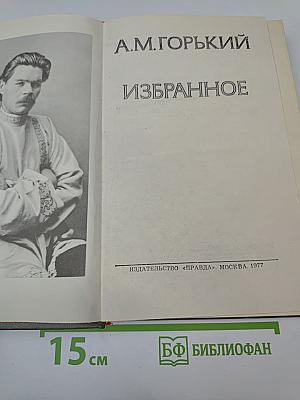 А.М.ГОРЬКИЙ
ИЗБРАННОЕ
ИЗДАТЕЛЬСТВО «ПРАВДА». МОСКВА. 1977
15 см
БФ БИБЛИОФАН